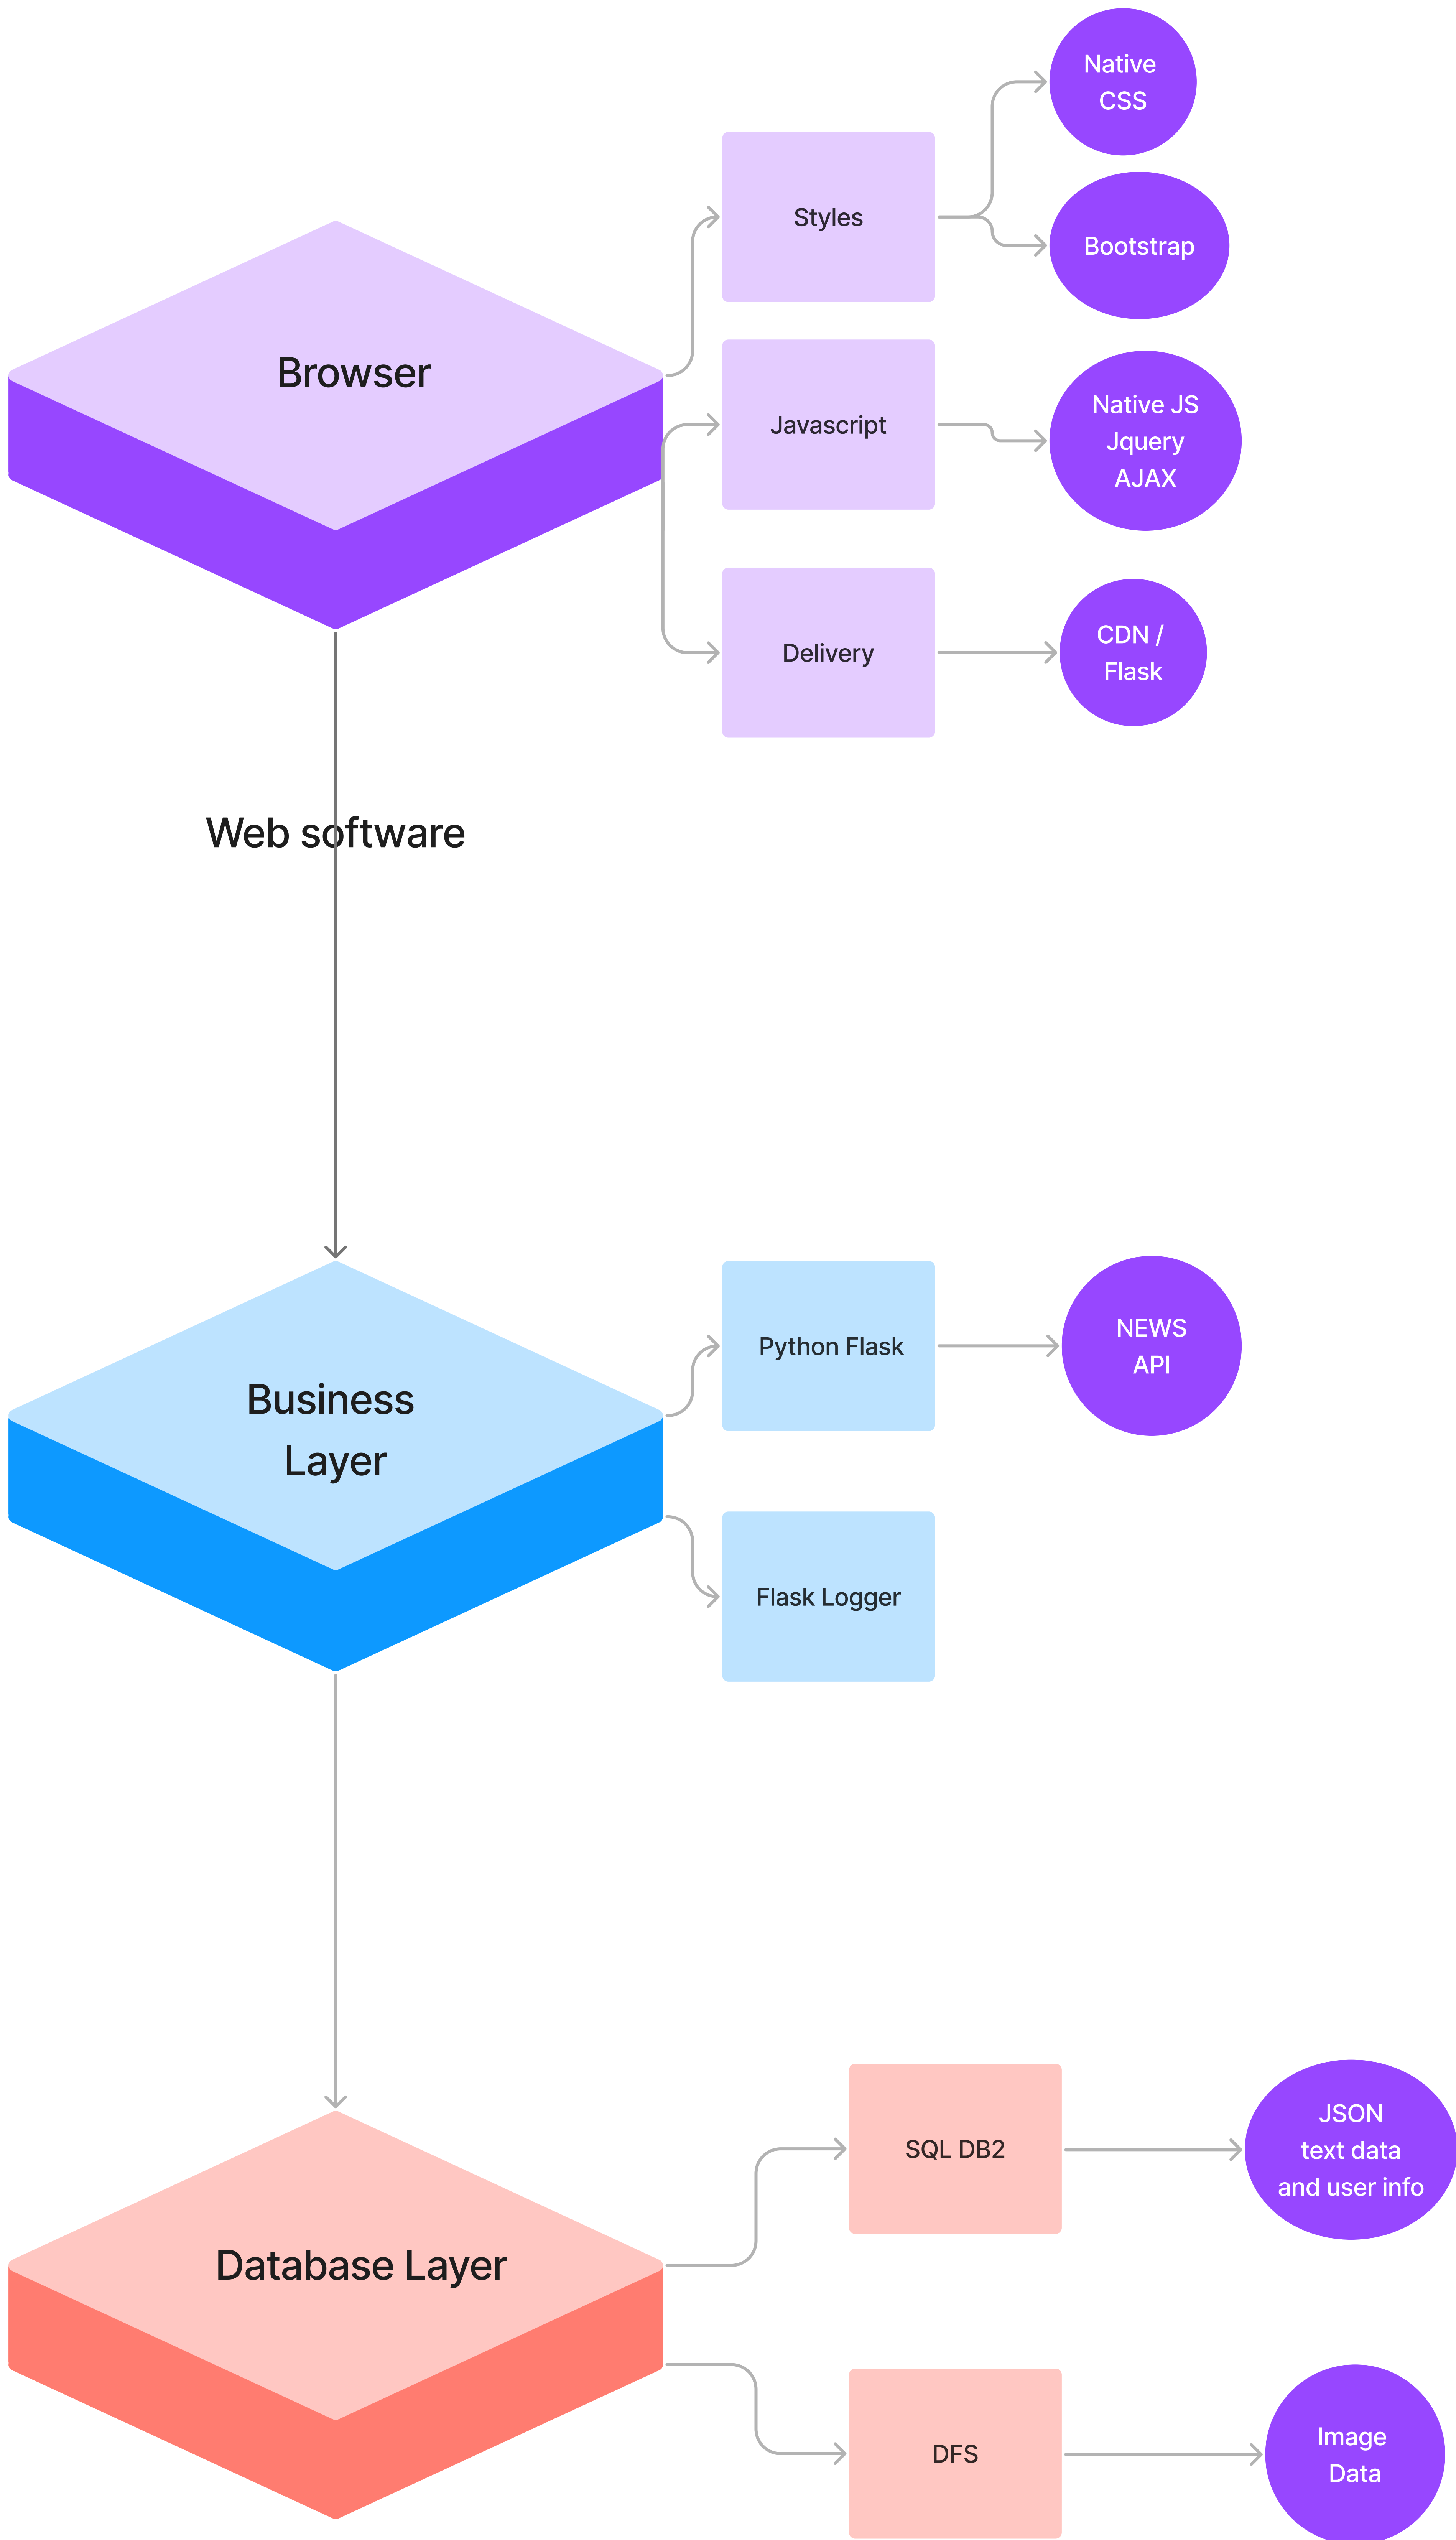 Native
CSS
Styles
Bootstrap
Browser
Javascript
Native JS
Jquery
AJAX
Delivery
CDN /
Flask
Web software
Business
Layer
Python Flask
NEWS
API
Flask Logger
Database Layer
SQL DB2
JSON
text data
and user info
DFS
Image
Data